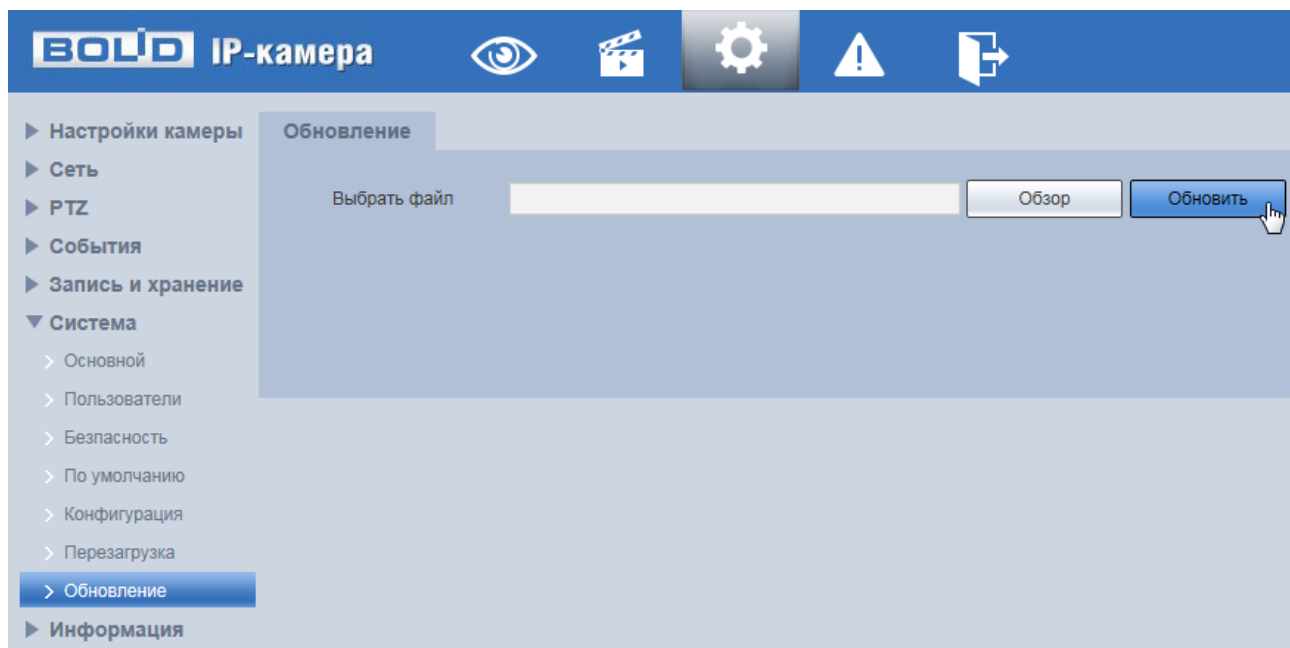 BOLID IP-камера
Настройки камеры
Сеть
PTZ
События
Запись и хранение
Система
Основной
Пользователи
Безпасность
По умолчанию
Конфигурация
Перезагрузка
Обновление
Информация
Обновление
Выбрать файл Обзор Обновить